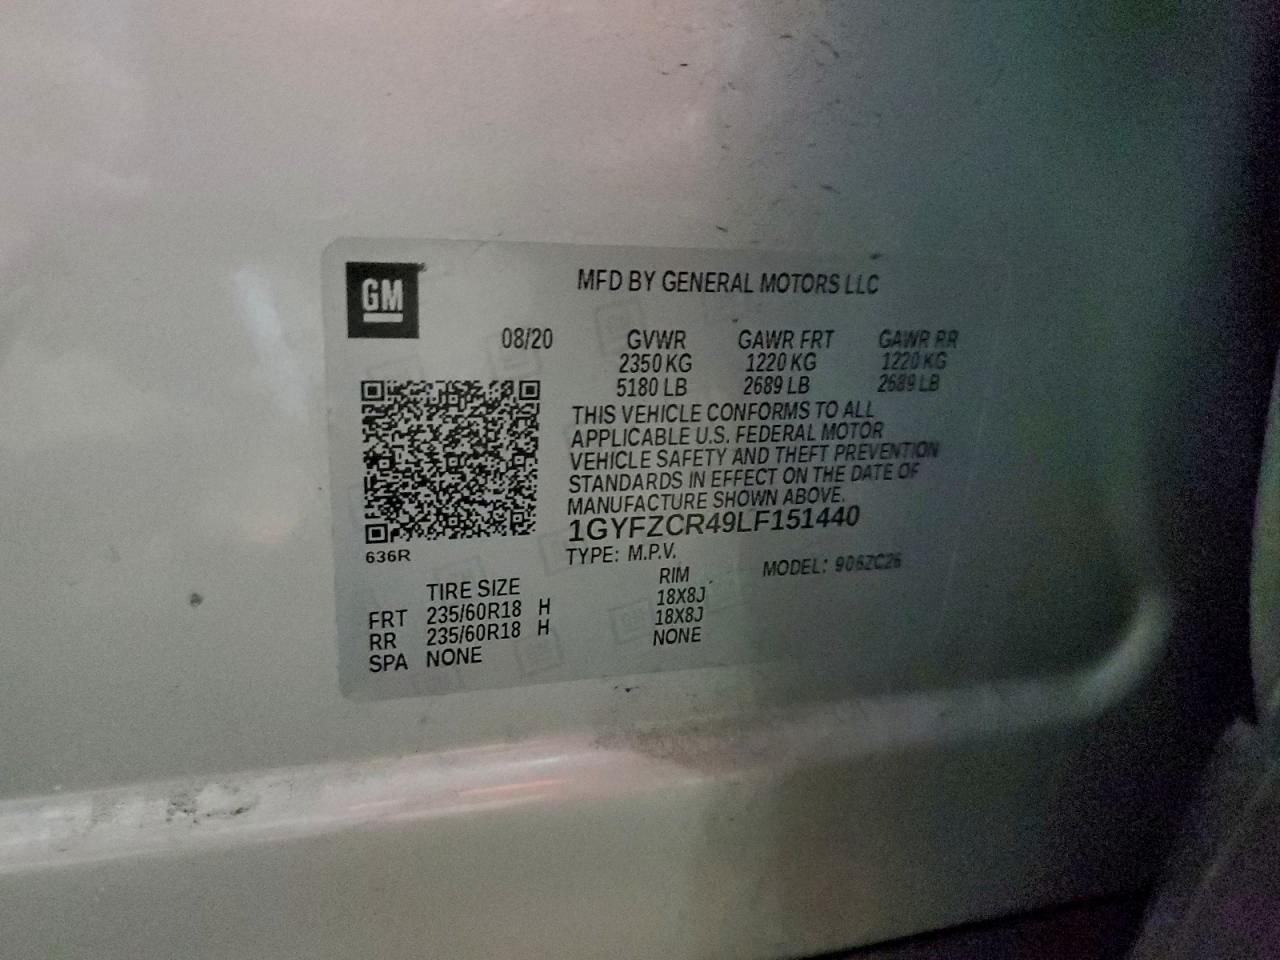 GM
MFD BY GENERAL MOTORS LLC
08/20 GVWR GAWR FRT GAWR RR
2350 KG 1220 KG 1220 KG
5180 LB 2689 LB 2689 LB
THIS VEHICLE CONFORMS TO ALL
APPLICABLE U.S. FEDERAL MOTOR
VEHICLE SAFETY AND THEFT PREVENTION
STANDARDS IN EFFECT ON THE DATE OF
MANUFACTURE SHOWN ABOVE.
1GYFZCR49LF151440
636R
TYPE: M.P.V. MODEL: 906ZC26
TIRE SIZE RIM
FRT 235/60R18 H 18X8J
RR 235/60R18 H 18X8J
SPA NONE NONE